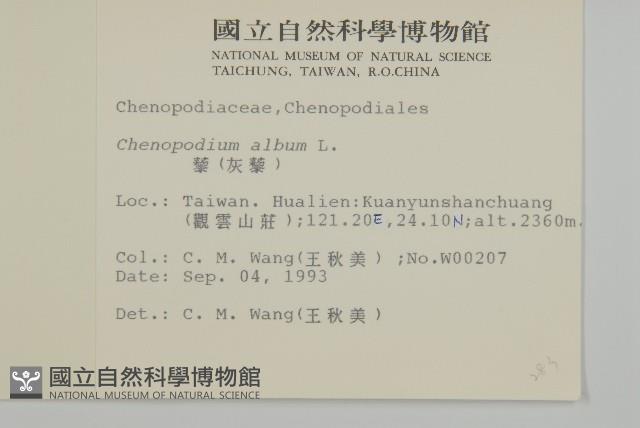 國立自然科學博物館
NATIONAL MUSEUM OF NATURAL SCIENCE
TAICHUNG, TAIWAN, R.O.CHINA
Chenopodiaceae,Chenopodiales
Chenopodium album L.
藜(灰藜)
Loc.: Taiwan. Hualien:Kuanyunshanchuang
(觀雲山莊);121.20E,24.10N;alt.2360m.
Col.: C. M. Wang(王秋美) ;No.W00207
Date: Sep. 04, 1993
Det.: C. M. Wang(王秋美)
國立自然科學博物館
NATIONAL MUSEUM OF NATURAL SCIENCE